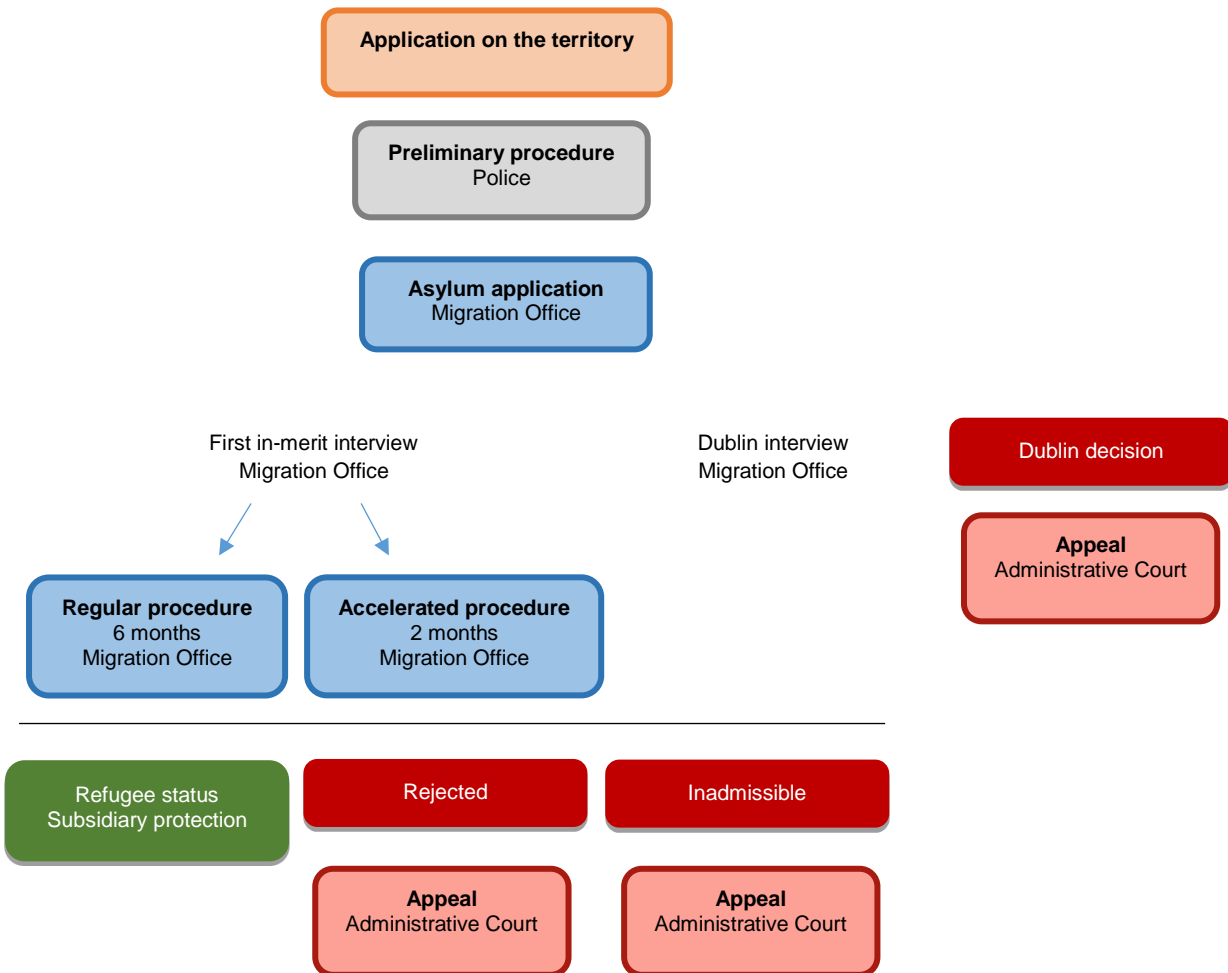 Application on the territory
Preliminary procedure
Police
Asylum application
Migration Office
First in-merit interview
Migration Office
Dublin interview
Migration Office
Dublin decision
Appeal
Administrative Court
Regular procedure
6 months
Migration Office
Accelerated procedure
2 months
Migration Office
Refugee status
Subsidiary protection
Rejected
Inadmissible
Appeal
Administrative Court
Appeal
Administrative Court